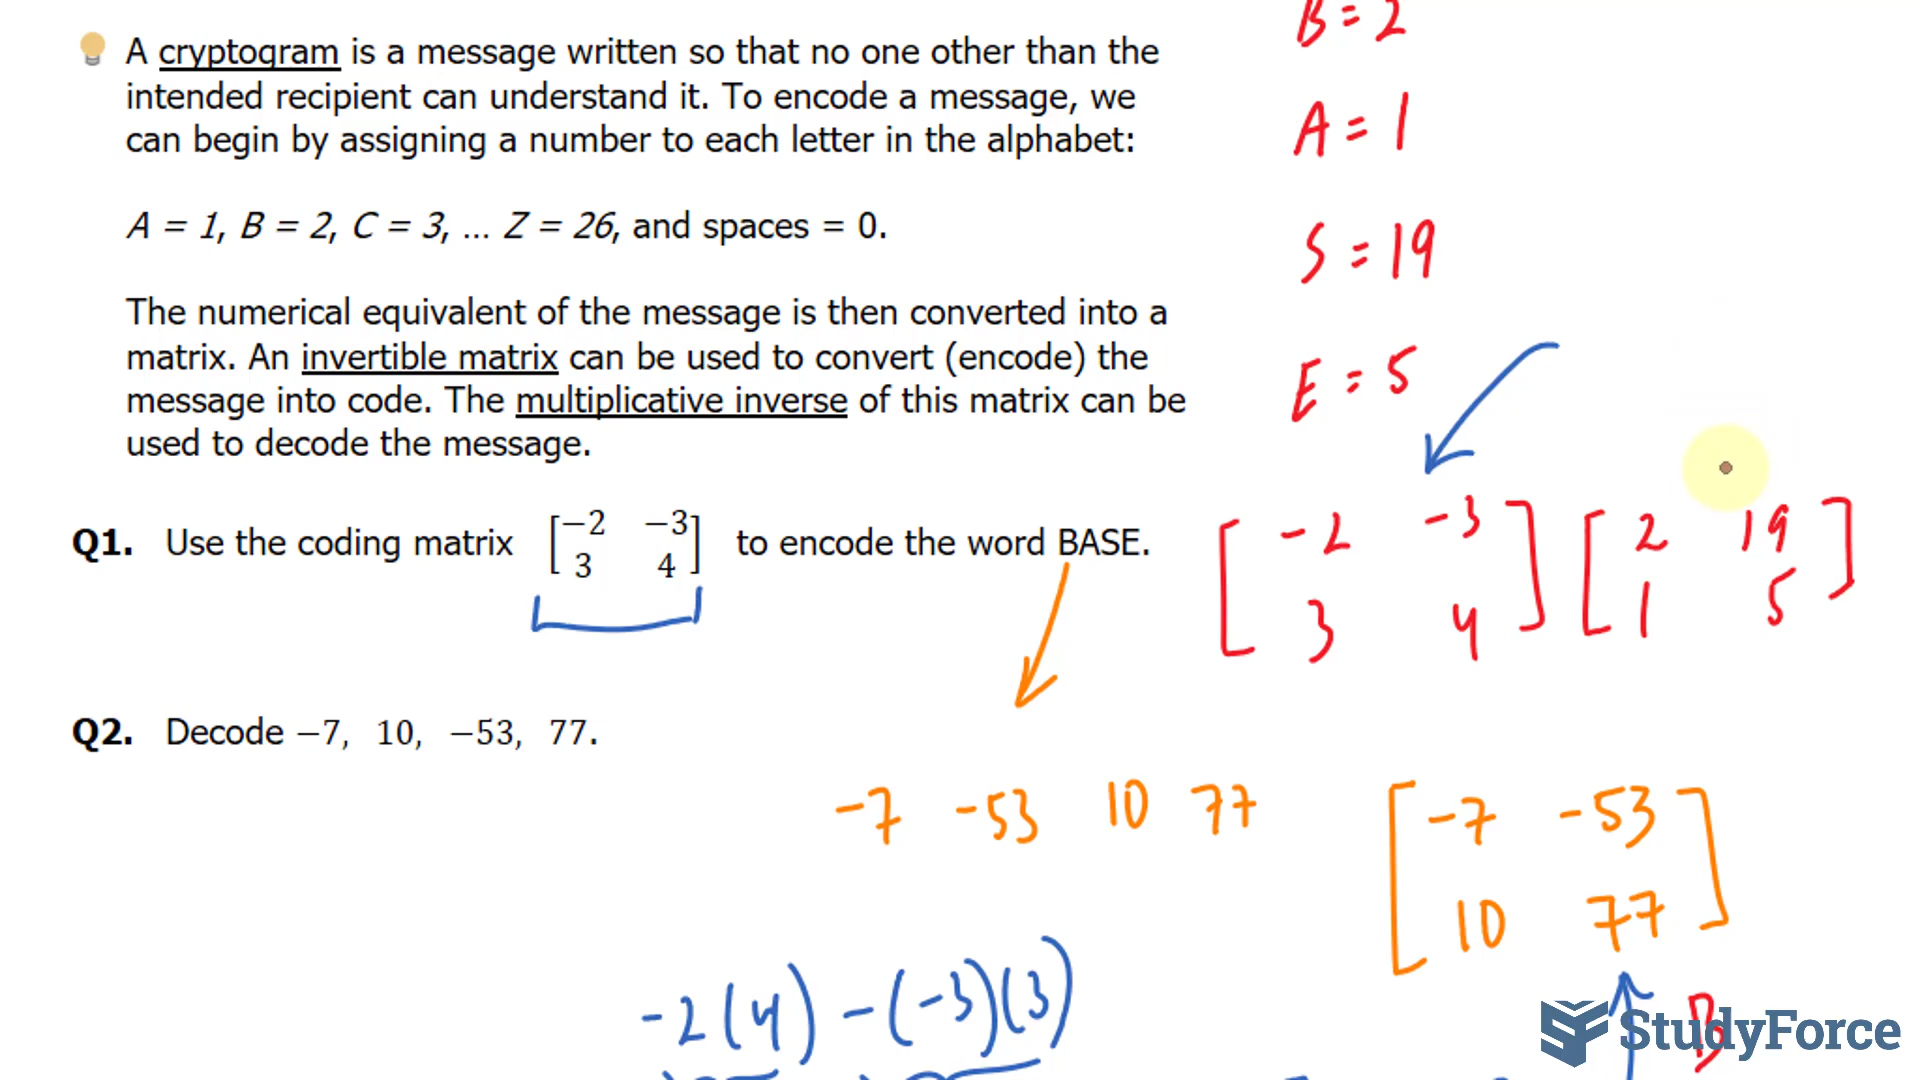 B = 2
A cryptogram is a message written so that no one other than the
intended recipient can understand it. To encode a message, we
can begin by assigning a number to each letter in the alphabet:
A = 1
A = 1, B = 2, C = 3, ... Z = 26, and spaces = 0.
S = 19
The numerical equivalent of the message is then converted into a
matrix. An invertible matrix can be used to convert (encode) the
message into code. The multiplicative inverse of this matrix can be
used to decode the message.
E = 5
Q1. Use the coding matrix [−2 −3
3 4] to encode the word BASE.
[-2 -3
3 4] [2 19
1 5]
Q2. Decode −7, 10, −53, 77.
-7 -53 10 77
[-7 -53
10 77]
-2(4) - (-3)(3)
B
StudyForce